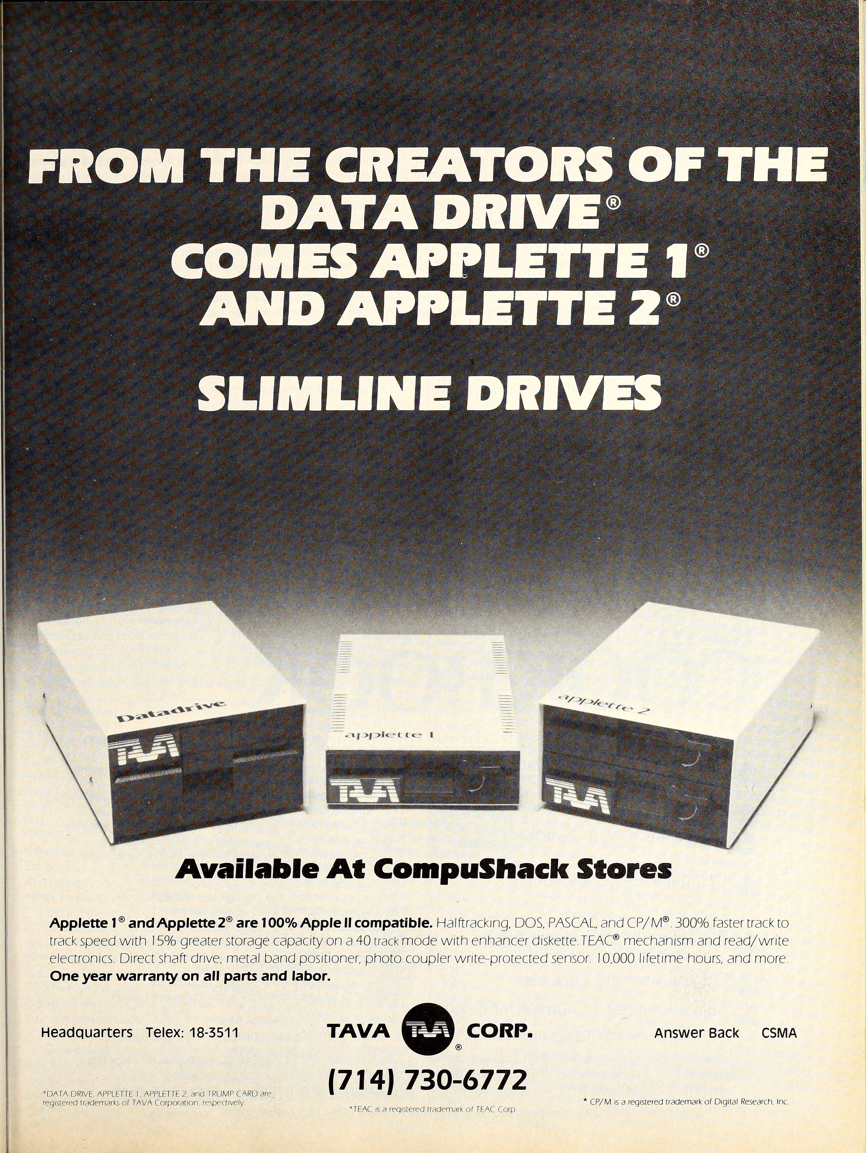 FROM THE CREATORS OF THE
DATA DRIVE®
COMES APPLETTE 1®
AND APPLETTE 2®
SLIMLINE DRIVES
Datadrive
TAVA
applette 1
TAVA
applette 2
TAVA
Available At CompuShack Stores
Applette 1® and Applette 2® are 100% Apple II compatible. Halftracking, DOS, PASCAL, and CP/M®. 300% faster track to
track speed with 15% greater storage capacity on a 40 track mode with enhancer diskette. TEAC® mechanism and read/write
electronics. Direct shaft drive, metal band positioner, photo coupler write-protected sensor. 10,000 lifetime hours, and more.
One year warranty on all parts and labor.
Headquarters Telex: 18-3511
TAVA TAVA® CORP.
Answer Back CSMA
(714) 730-6772
*DATA DRIVE, APPLETTE 1, APPLETTE 2, and TRUMP CARD are
registered trademarks of TAVA Corporation, respectively.
*TEAC is a registered trademark of TEAC Corp.
* CP/M is a registered trademark of Digital Research, Inc.